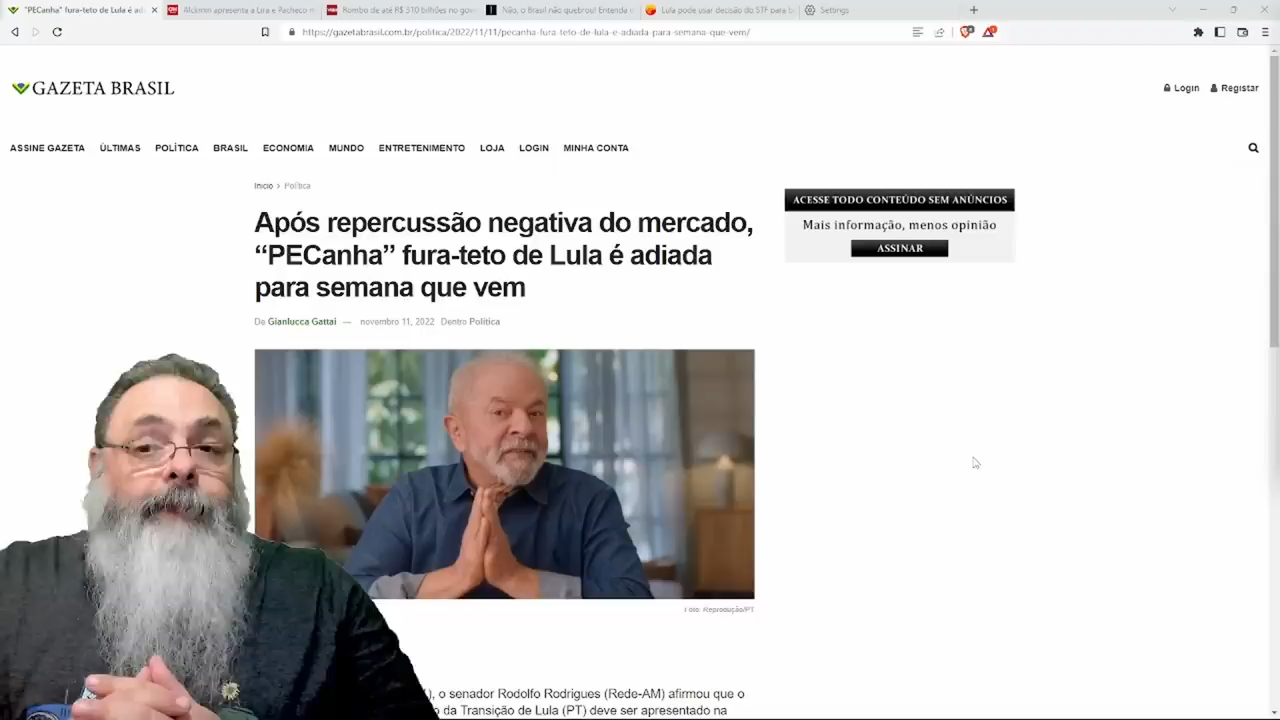 "PECanha" fura-teto de Lula é ad
Alckmin apresenta a Lira e Pacheco m
Rombo de até R$ 310 bilhões no gov
Não, o Brasil não quebrou! Entenda
Lula pode usar decisão do STF para b
Settings
https://gazetabrasil.com.br/politica/2022/11/11/pecanha-fura-teto-de-lula-e-adiada-para-semana-que-vem/
GAZETA BRASIL
Login
Registar
ASSINE GAZETA ÚLTIMAS POLÍTICA BRASIL ECONOMIA MUNDO ENTRETENIMENTO LOJA LOGIN MINHA CONTA
Início > Política
Após repercussão negativa do mercado,
“PECanha” fura-teto de Lula é adiada
para semana que vem
De Gianlucca Gattai — novembro 11, 2022 Dentro Política
ACESSE TODO CONTEÚDO SEM ANÚNCIOS
Mais informação, menos opinião
ASSINAR
Foto: Reprodução/PT
), o senador Rodolfo Rodrigues (Rede-AM) afirmou que o
o da Transição de Lula (PT) deve ser apresentado na